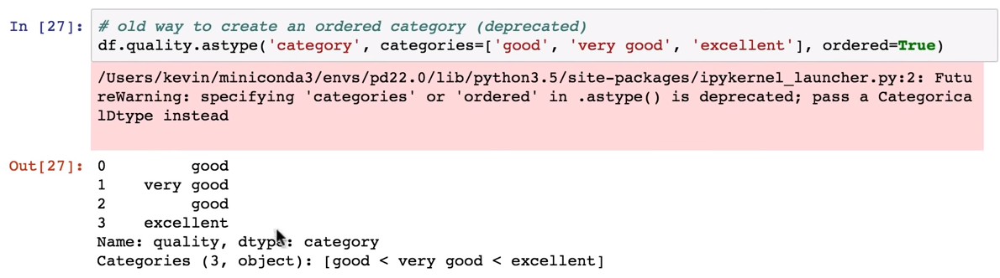 In [27]: # old way to create an ordered category (deprecated)
df.quality.astype('category', categories=['good', 'very good', 'excellent'], ordered=True)
/Users/kevin/miniconda3/envs/pd22.0/lib/python3.5/site-packages/ipykernel_launcher.py:2: Futu
reWarning: specifying 'categories' or 'ordered' in .astype() is deprecated; pass a Categorica
lDtype instead
Out[27]: 0 good
1 very good
2 good
3 excellent
Name: quality, dtype: category
Categories (3, object): [good < very good < excellent]